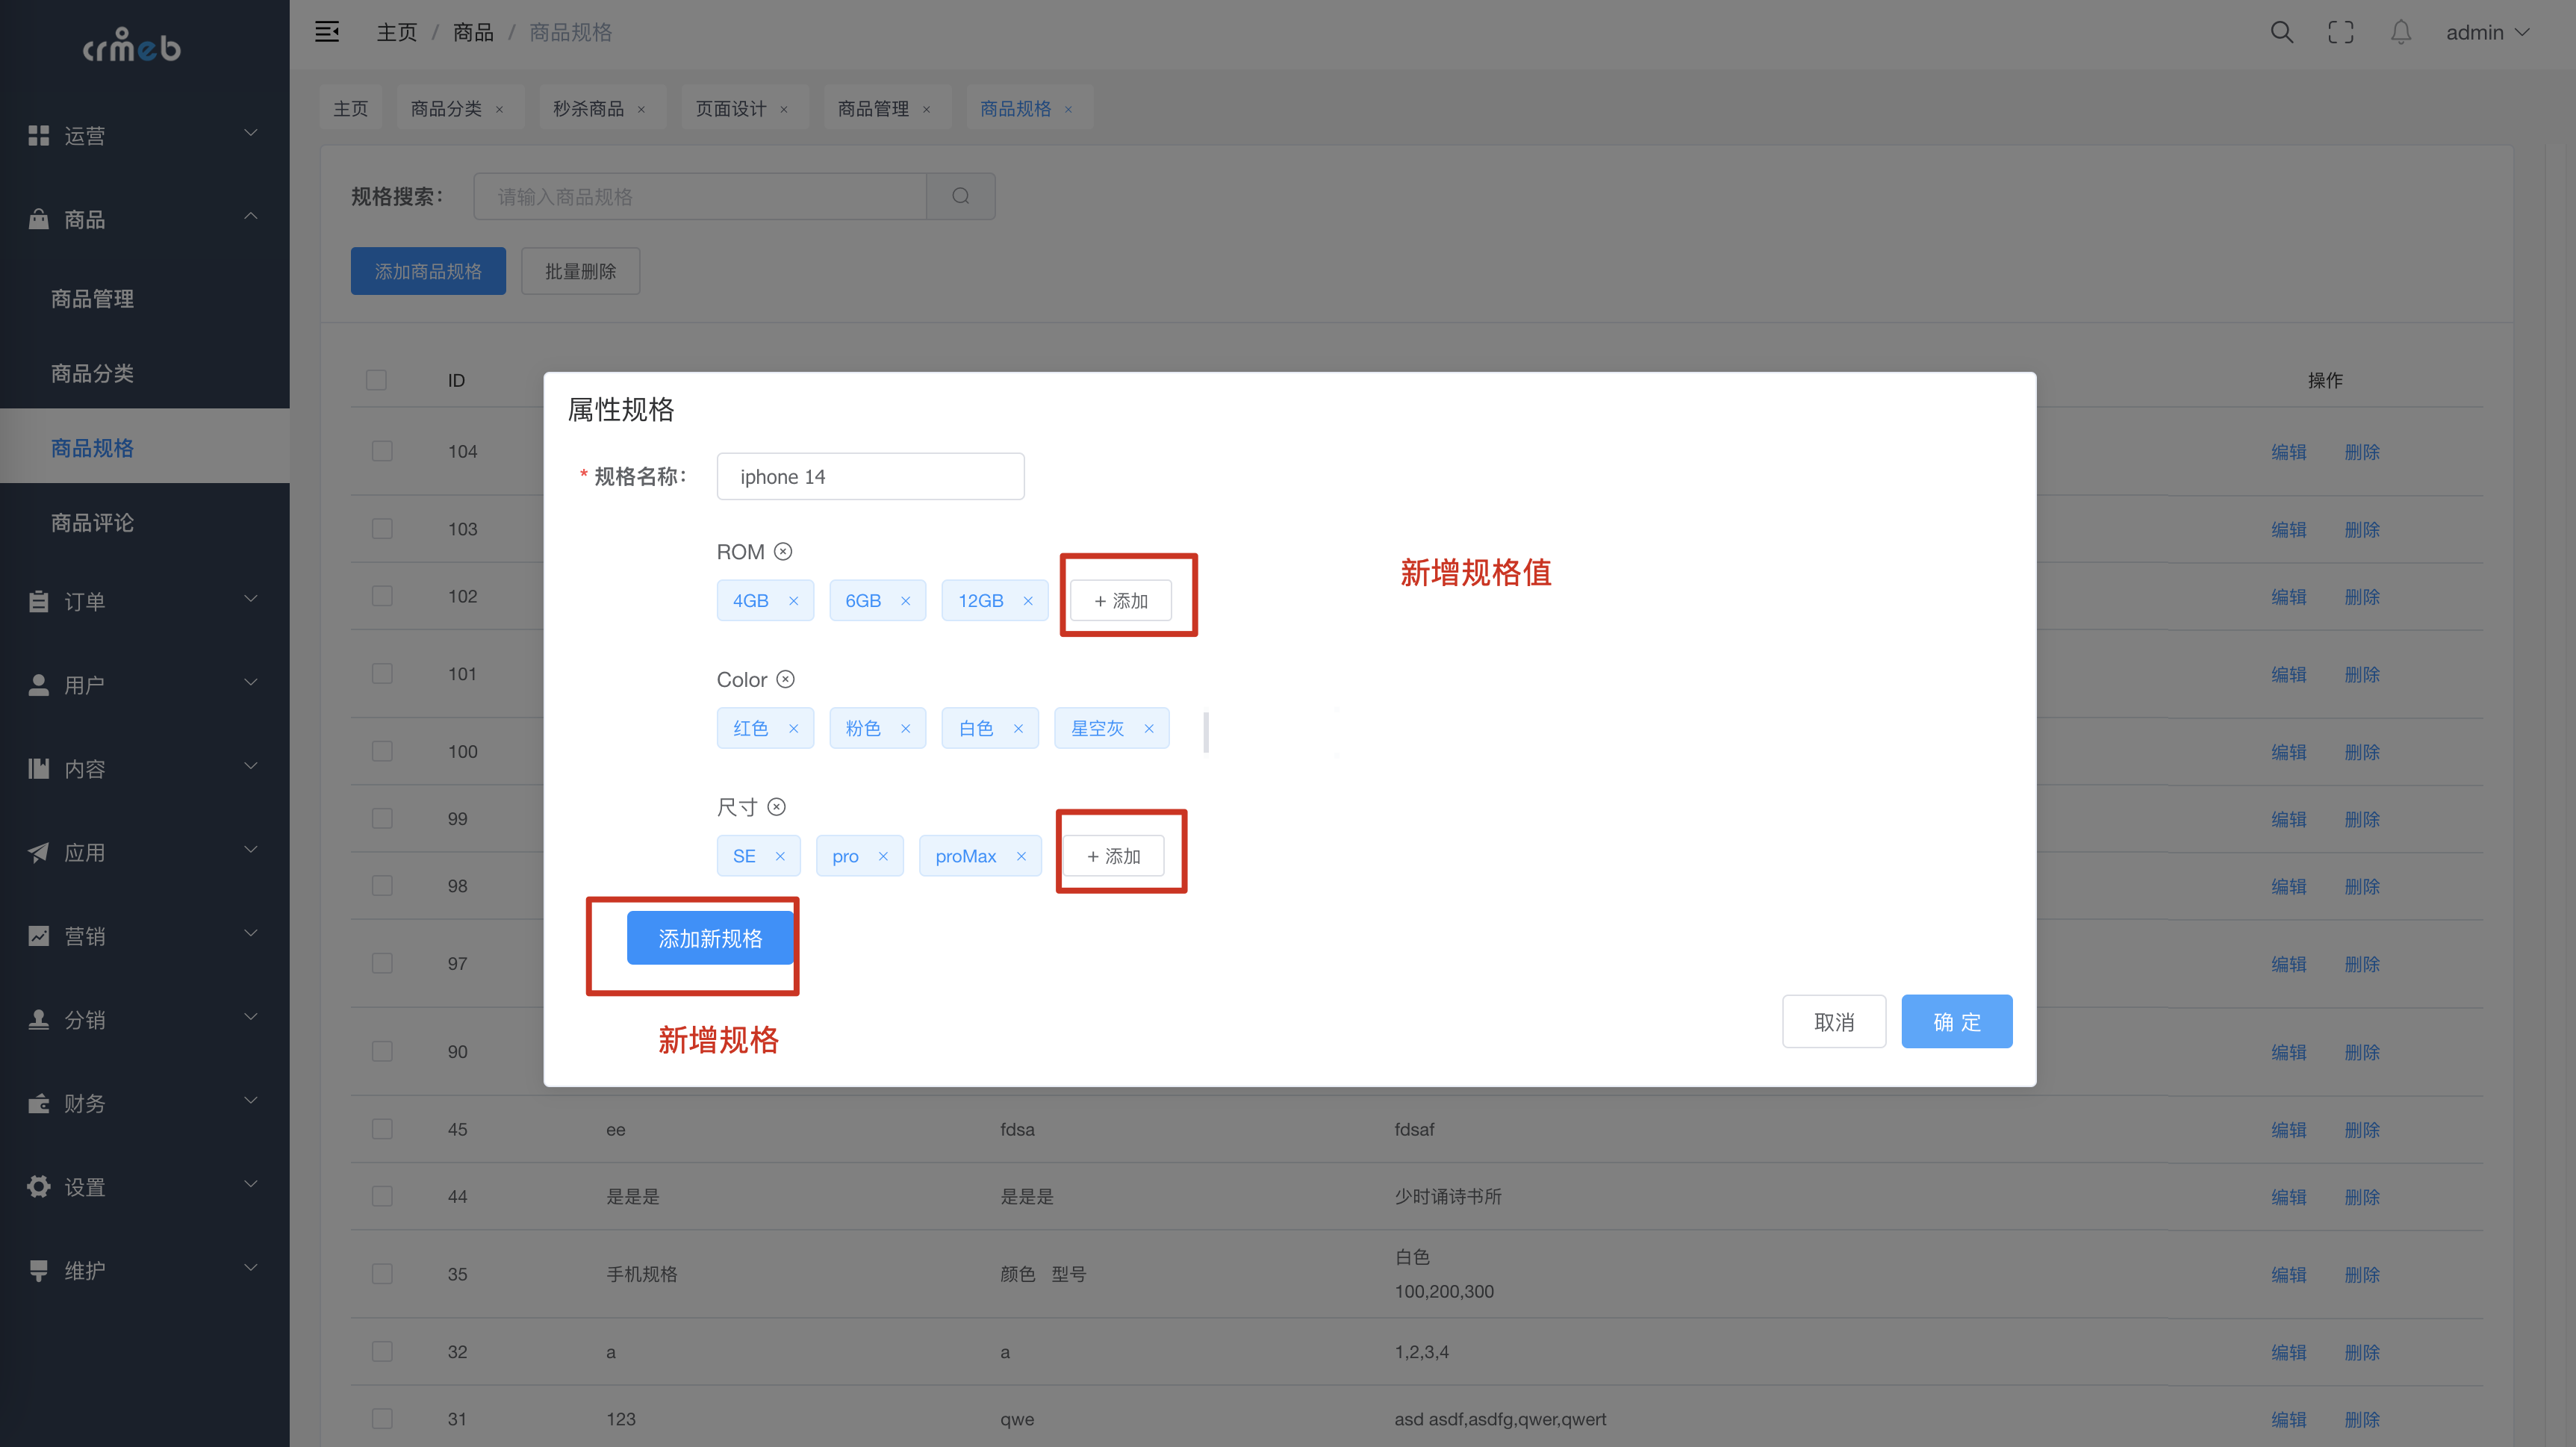 crmeb
主页 / 商品 / 商品规格
admin
主页 商品分类 × 秒杀商品 × 页面设计 × 商品管理 × 商品规格 ×
运营
商品
商品管理
商品分类
商品规格
商品评论
订单
用户
内容
应用
营销
分销
财务
设置
维护
规格搜索: 请输入商品规格
添加商品规格 批量删除
ID 操作
104 编辑 删除
103 编辑 删除
102 编辑 删除
101 编辑 删除
100 编辑 删除
99 编辑 删除
98 编辑 删除
97 编辑 删除
90 编辑 删除
属性规格
* 规格名称: iphone 14
ROM
4GB × 6GB × 12GB × + 添加
新增规格值
Color
红色 × 粉色 × 白色 × 星空灰 ×
尺寸
SE × pro × proMax × + 添加
添加新规格
新增规格
取消 确 定
45 ee fdsa fdsaf 编辑 删除
44 是是是 是是是 少时诵诗书所 编辑 删除
35 手机规格 颜色 型号 白色 编辑 删除
100,200,300
32 a a 1,2,3,4 编辑 删除
31 123 qwe asd asdf,asdfg,qwer,qwert 编辑 删除